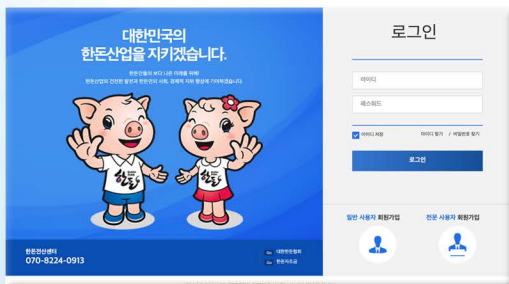 대한민국의
한돈산업을 지키겠습니다.
한돈인들의 보다 나은 미래를 위해!
한돈산업의 건전한 발전과 한돈인의 사회, 경제적 지위 향상에 기여하겠습니다.
한돈
한돈
한돈전산센터
070-8224-0913
Go 대한한돈협회
Go 한돈자조금
로그인
아이디
패스워드
아이디 저장
아이디 찾기 / 비밀번호 찾기
로그인
일반 사용자 회원가입
전문 사용자 회원가입